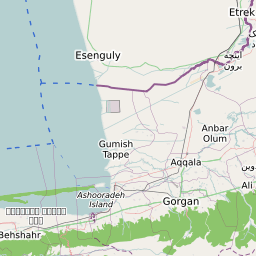 Etrek
Esenguly
اینچه
برون
Anbar
Olum
Gumish
Tappe
Aqqala
Ashooradeh
Island
Gorgan
Behshahr
Ali